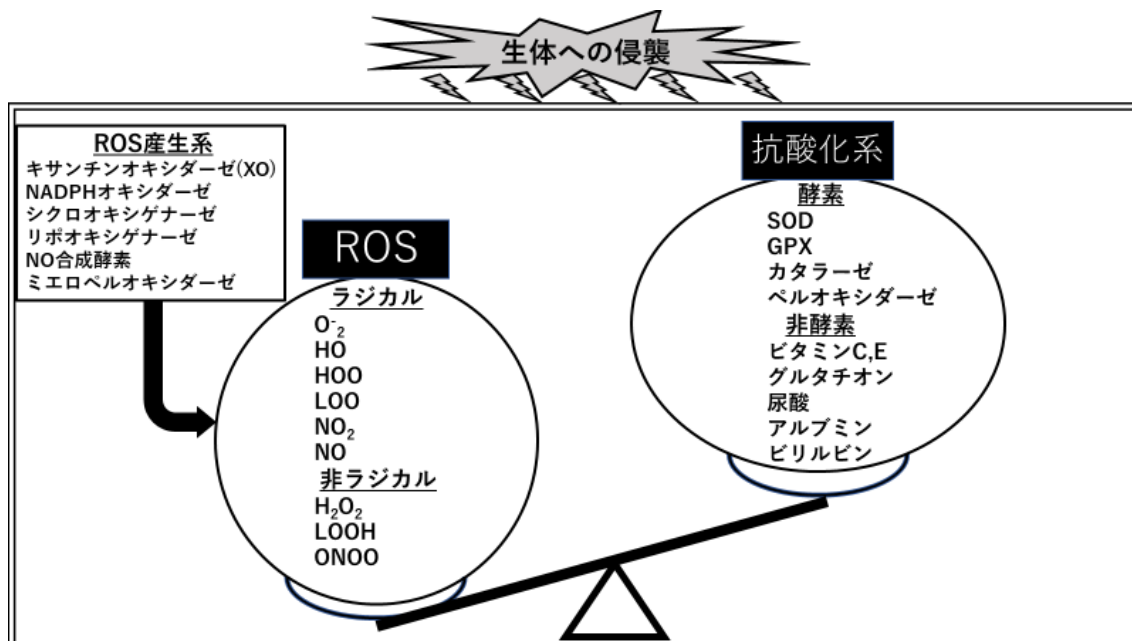 生体への侵襲
ROS産生系
キサンチンオキシダーゼ(XO)
NADPHオキシダーゼ
シクロオキシゲナーゼ
リポオキシゲナーゼ
NO合成酵素
ミエロペルオキシダーゼ
ROS
ラジカル
O⁻₂
HO
HOO
LOO
NO₂
NO
非ラジカル
H₂O₂
LOOH
ONOO
抗酸化系
酵素
SOD
GPX
カタラーゼ
ペルオキシダーゼ
非酵素
ビタミンC,E
グルタチオン
尿酸
アルブミン
ビリルビン